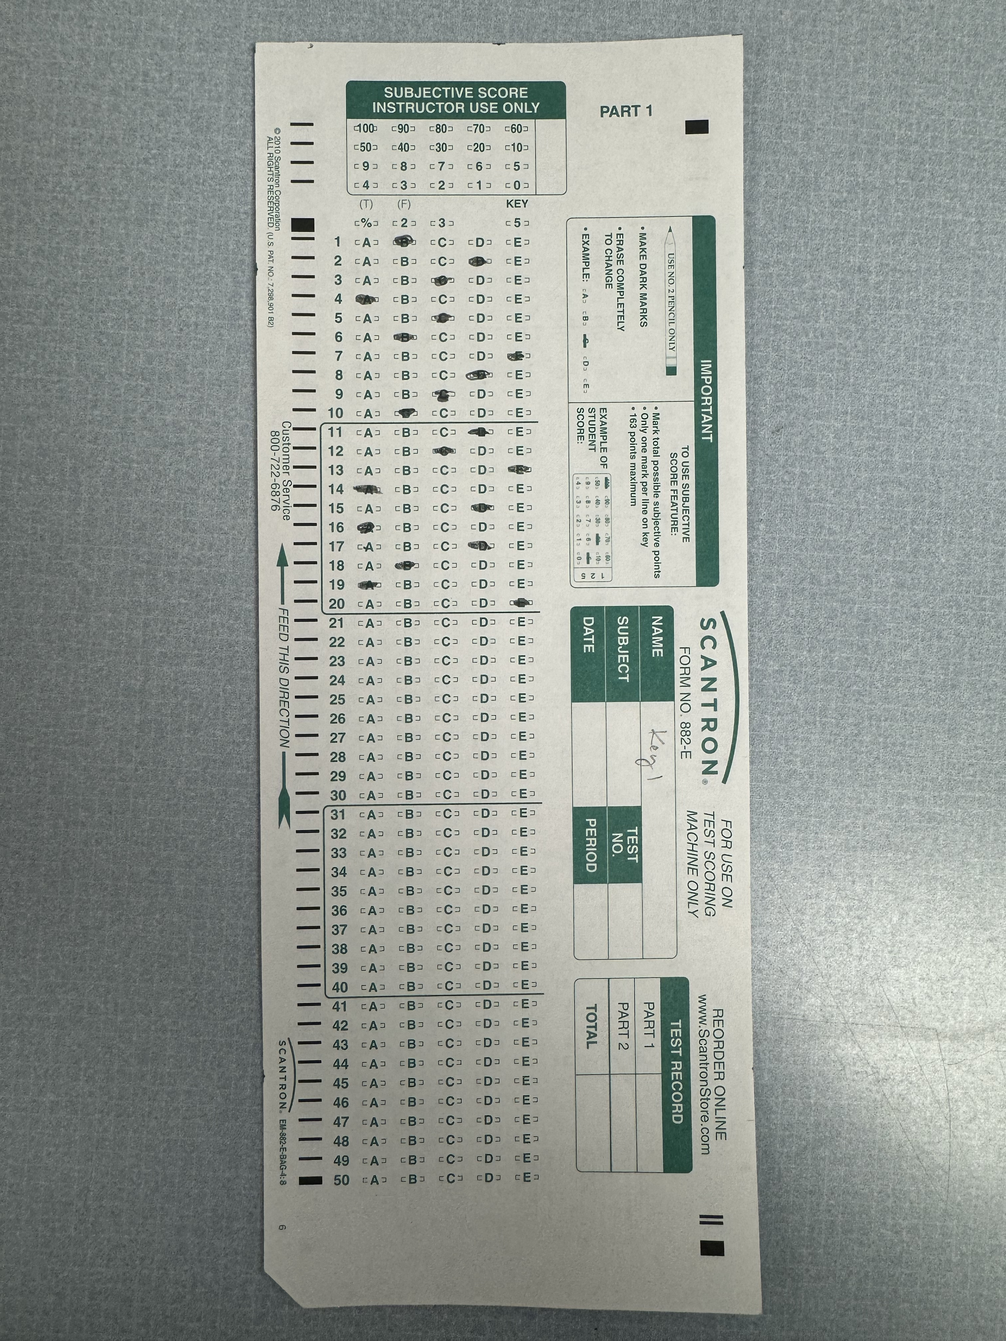 SUBJECTIVE SCORE
INSTRUCTOR USE ONLY
100 90 80 70 60
50 40 30 20 10
9 8 7 6 5
4 3 2 1 0
(T) (F) KEY
% 2 3 5
1 A B C D E
2 A B C D E
3 A B C D E
4 A B C D E
5 A B C D E
6 A B C D E
7 A B C D E
8 A B C D E
9 A B C D E
10 A B C D E
11 A B C D E
12 A B C D E
13 A B C D E
14 A B C D E
15 A B C D E
16 A B C D E
17 A B C D E
18 A B C D E
19 A B C D E
20 A B C D E
21 A B C D E
22 A B C D E
23 A B C D E
24 A B C D E
25 A B C D E
26 A B C D E
27 A B C D E
28 A B C D E
29 A B C D E
30 A B C D E
31 A B C D E
32 A B C D E
33 A B C D E
34 A B C D E
35 A B C D E
36 A B C D E
37 A B C D E
38 A B C D E
39 A B C D E
40 A B C D E
41 A B C D E
42 A B C D E
43 A B C D E
44 A B C D E
45 A B C D E
46 A B C D E
47 A B C D E
48 A B C D E
49 A B C D E
50 A B C D E
PART 1
IMPORTANT
USE NO. 2 PENCIL ONLY
• MAKE DARK MARKS
• ERASE COMPLETELY
TO CHANGE
• EXAMPLE: A B C D E
TO USE SUBJECTIVE
SCORE FEATURE:
• Mark total possible subjective points
• Only one mark per line on key
• 163 points maximum
EXAMPLE OF
STUDENT
SCORE:
SCANTRON®
FORM NO. 882-E
FOR USE ON
TEST SCORING
MACHINE ONLY
REORDER ONLINE
www.ScantronStore.com
NAME Key 1
SUBJECT
TEST
NO.
DATE
PERIOD
TEST RECORD
PART 1
PART 2
TOTAL
© 2010 Scantron Corporation
ALL RIGHTS RESERVED. (U.S. PAT. NO.: 7,298,901 B2)
Customer Service
800-722-6876
FEED THIS DIRECTION
SCANTRON. EM-882-E-BAG-4: 8
6